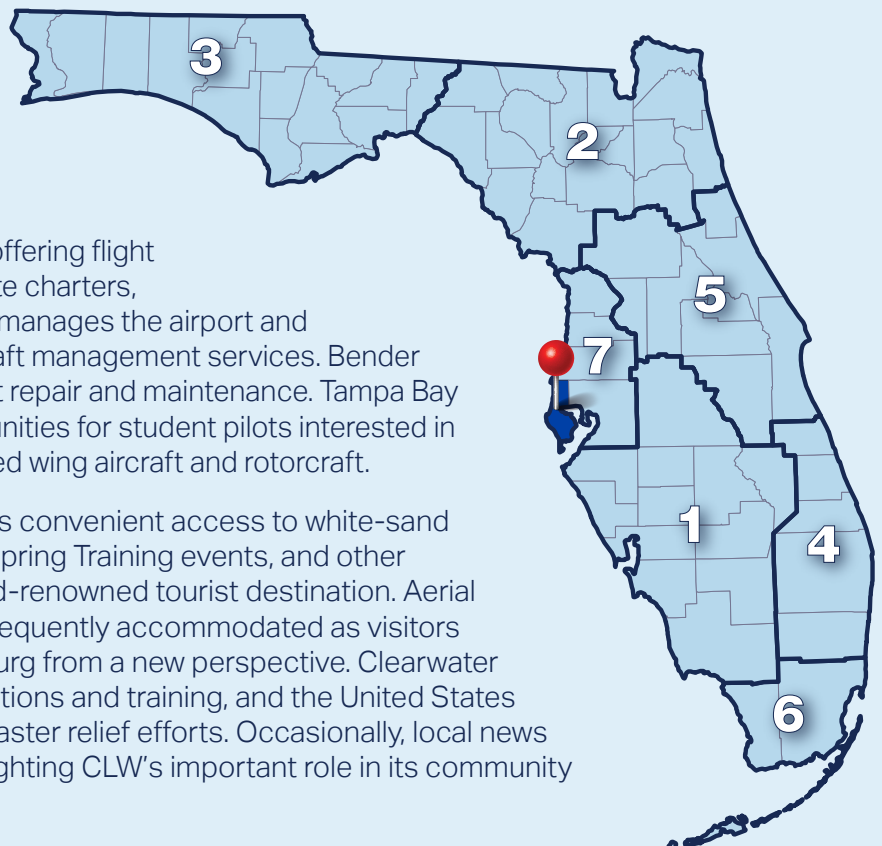 3
2
offering flight
te charters,
5
manages the airport and
7
aft management services. Bender
t repair and maintenance. Tampa Bay
unities for student pilots interested in
ed wing aircraft and rotorcraft.
s convenient access to white-sand
1
pring Training events, and other
4
d-renowned tourist destination. Aerial
equently accommodated as visitors
urg from a new perspective. Clearwater
tions and training, and the United States
6
aster relief efforts. Occasionally, local news
ghting CLW's important role in its community